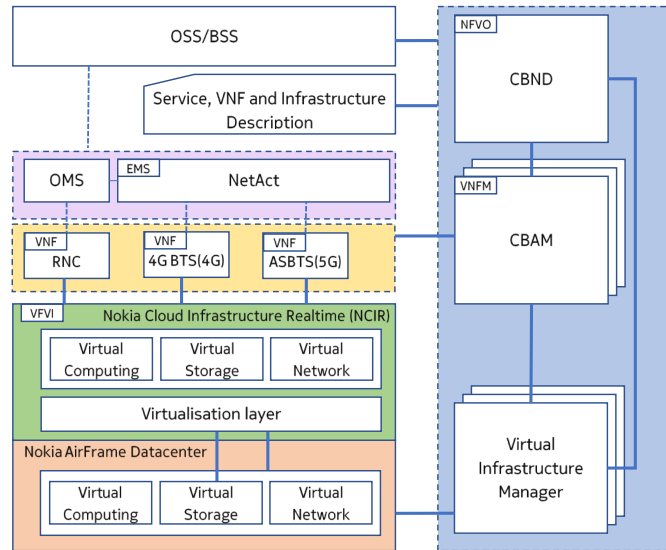 OSS/BSS
NFVO
CBND
Service, VNF and Infrastructure
Description
OMS
EMS
NetAct
VNFM
CBAM
VNF
RNC
VNF
4G BTS(4G)
VNF
ASBTS(5G)
VFVI
Nokia Cloud Infrastructure Realtime (NCIR)
Virtual
Computing
Virtual
Storage
Virtual
Network
Virtualisation layer
Nokia AirFrame Datacenter
Virtual
Computing
Virtual
Storage
Virtual
Network
Virtual
Infrastructure
Manager